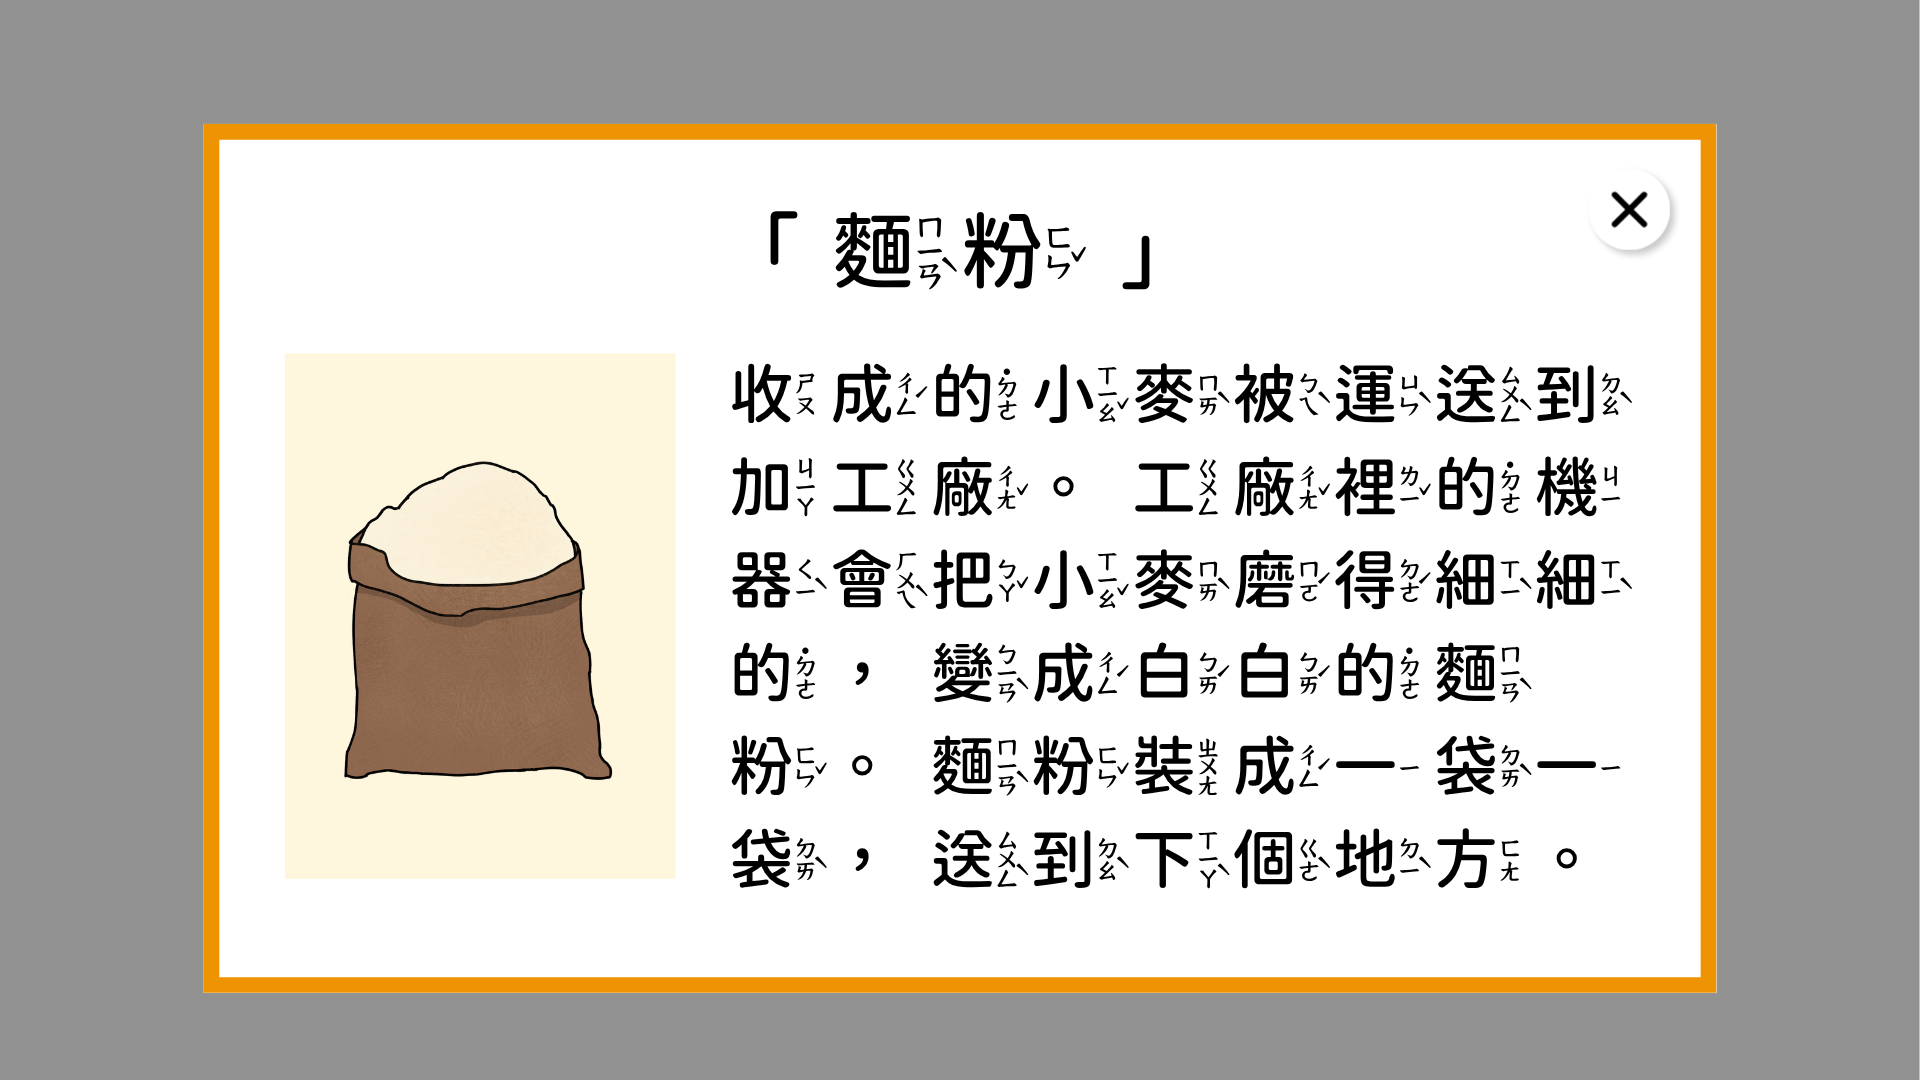 「麵粉」
收成的小麥被運送到
加工廠。工廠裡的機
器會把小麥磨得細細
的，變成白白的麵
粉。麵粉裝成一袋一
袋，送到下個地方。